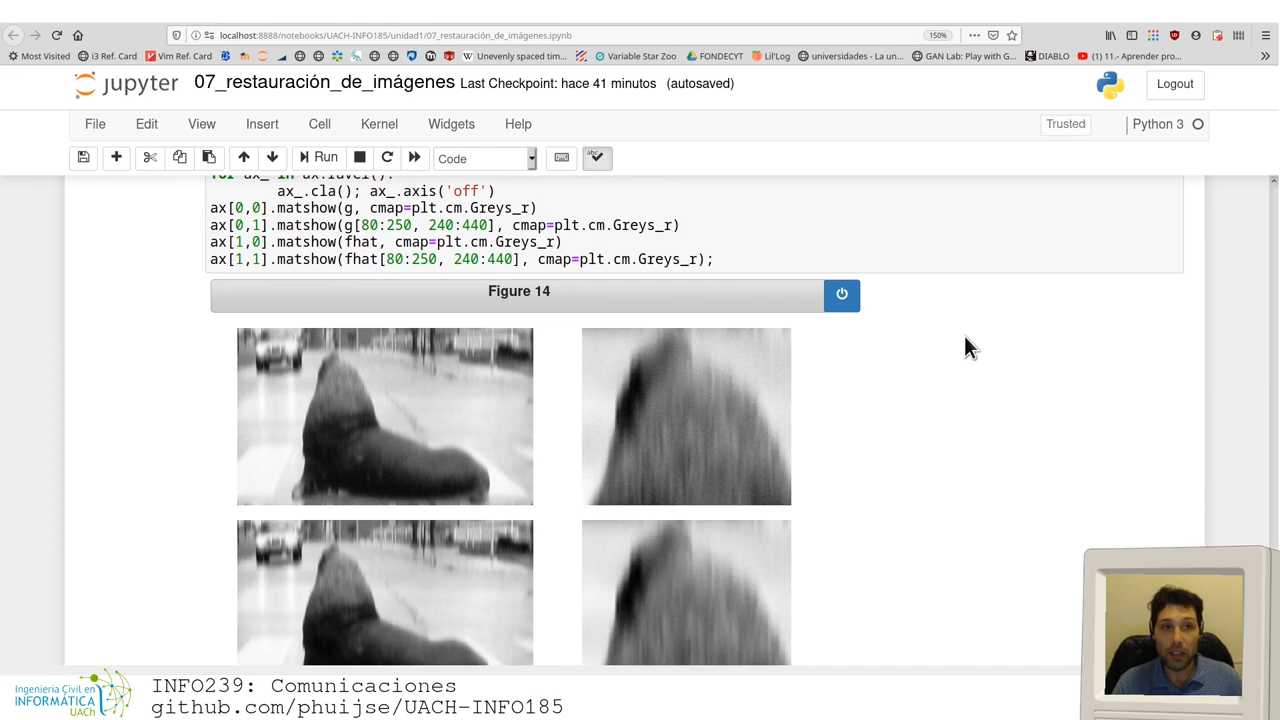 localhost:8888/notebooks/UACH-INFO185/unidad1/07_restauración_de_imágenes.ipynb
150%
Most Visited i3 Ref. Card Vim Ref. Card Unevenly spaced tim... Variable Star Zoo FONDECYT Lil'Log universidades - La un... GAN Lab: Play with G... DIABLO (1) 11.- Aprender pro...
jupyter 07_restauración_de_imágenes Last Checkpoint: hace 41 minutos (autosaved)
Logout
File Edit View Insert Cell Kernel Widgets Help
Trusted Python 3
Run Code
for ax_ in ax.ravel():
ax_.cla(); ax_.axis('off')
ax[0,0].matshow(g, cmap=plt.cm.Greys_r)
ax[0,1].matshow(g[80:250, 240:440], cmap=plt.cm.Greys_r)
ax[1,0].matshow(fhat, cmap=plt.cm.Greys_r)
ax[1,1].matshow(fhat[80:250, 240:440], cmap=plt.cm.Greys_r);
Figure 14
Ingeniería Civil en
INFORMÁTICA
UACh
INFO239: Comunicaciones
github.com/phuijse/UACH-INFO185